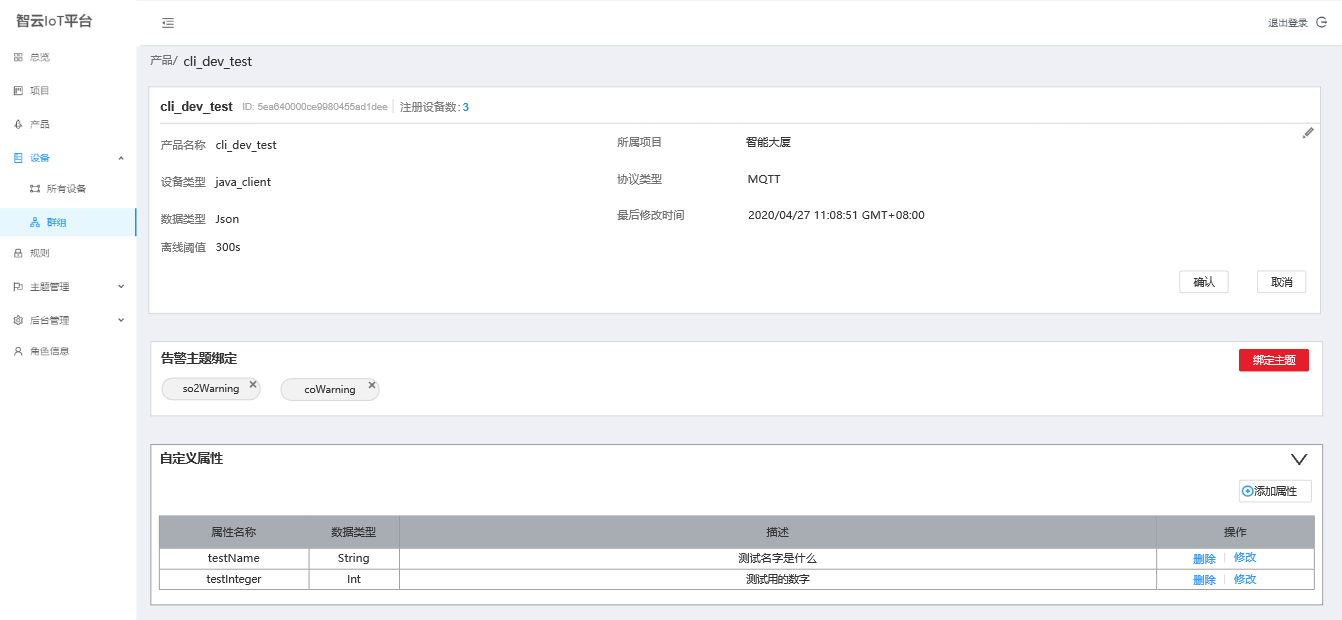 智云IoT平台
退出登录
总览
项目
产品
设备
所有设备
群组
规则
主题管理
后台管理
角色信息
产品/ cli_dev_test
cli_dev_test ID: 5ea640000ce9980455ad1dee 注册设备数: 3
产品名称 cli_dev_test 所属项目 智能大厦
设备类型 java_client 协议类型 MQTT
数据类型 Json 最后修改时间 2020/04/27 11:08:51 GMT+08:00
离线阈值 300s
确认 取消
告警主题绑定 绑定主题
so2Warning coWarning
自定义属性
添加属性
属性名称 数据类型 描述 操作
testName String 测试名字是什么 删除 修改
testInteger Int 测试用的数字 删除 修改